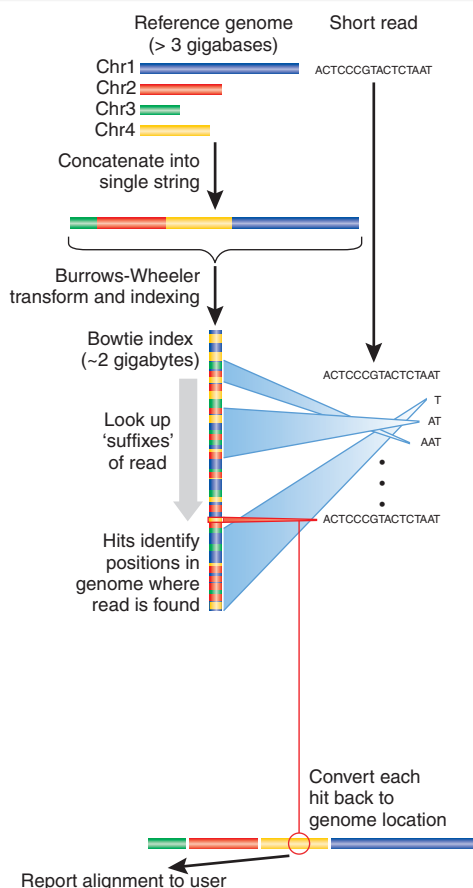 Reference genome
(> 3 gigabases)
Short read
Chr1
ACTCCCGTACTCTAAT
Chr2
Chr3
Chr4
Concatenate into
single string
Burrows-Wheeler
transform and indexing
Bowtie index
(~2 gigabytes)
ACTCCCGTACTCTAAT
T
AT
AAT
Look up
'suffixes'
of read
ACTCCCGTACTCTAAT
Hits identify
positions in
genome where
read is found
Convert each
hit back to
genome location
Report alignment to user